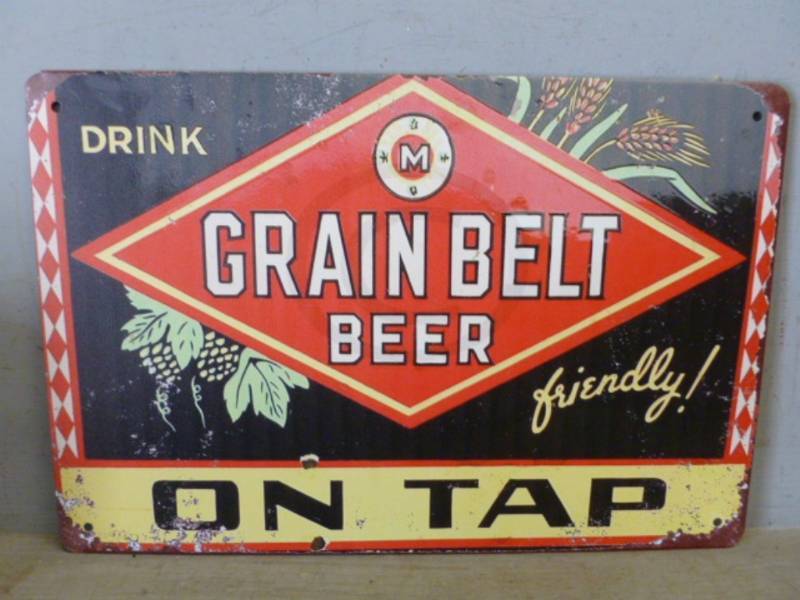 DRINK
M
GRAIN BELT
BEER
friendly!
ON TAP